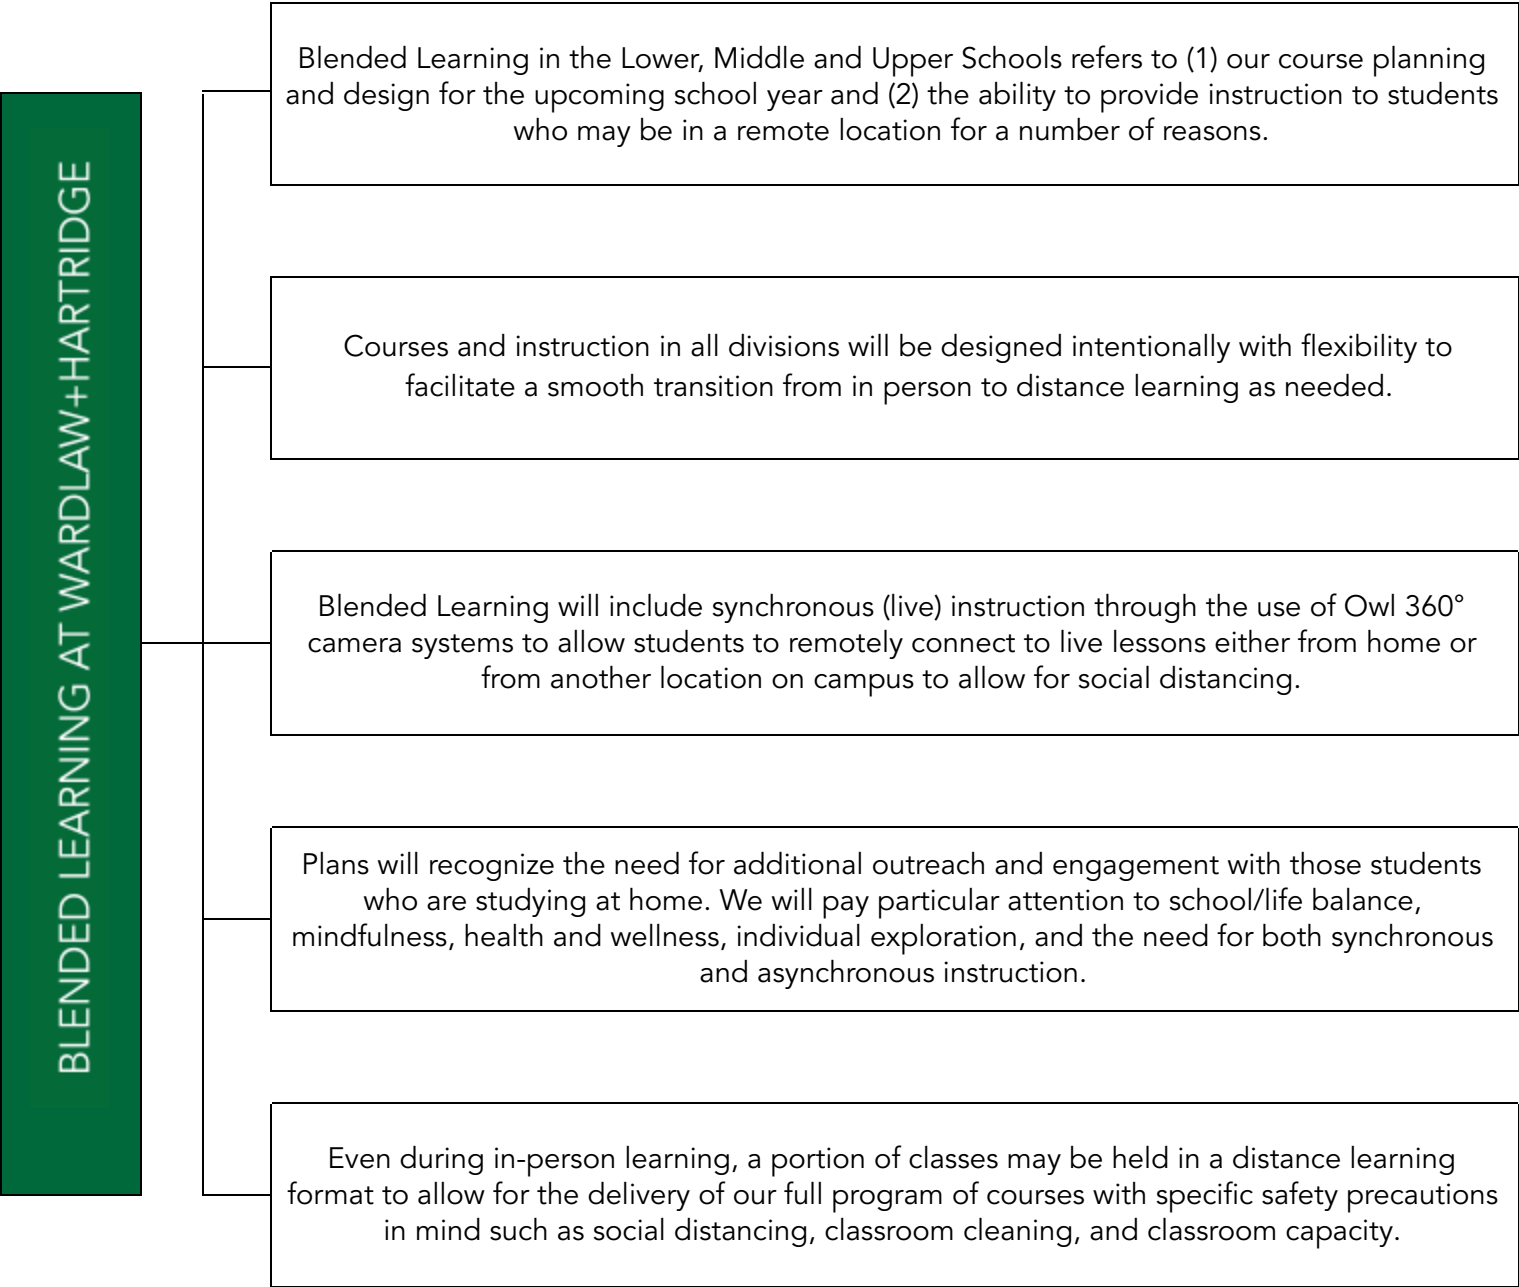 BLENDED LEARNING AT WARDLAW+HARTRIDGE
Blended Learning in the Lower, Middle and Upper Schools refers to (1) our course planning
and design for the upcoming school year and (2) the ability to provide instruction to students
who may be in a remote location for a number of reasons.
Courses and instruction in all divisions will be designed intentionally with flexibility to
facilitate a smooth transition from in person to distance learning as needed.
Blended Learning will include synchronous (live) instruction through the use of Owl 360°
camera systems to allow students to remotely connect to live lessons either from home or
from another location on campus to allow for social distancing.
Plans will recognize the need for additional outreach and engagement with those students
who are studying at home. We will pay particular attention to school/life balance,
mindfulness, health and wellness, individual exploration, and the need for both synchronous
and asynchronous instruction.
Even during in-person learning, a portion of classes may be held in a distance learning
format to allow for the delivery of our full program of courses with specific safety precautions
in mind such as social distancing, classroom cleaning, and classroom capacity.